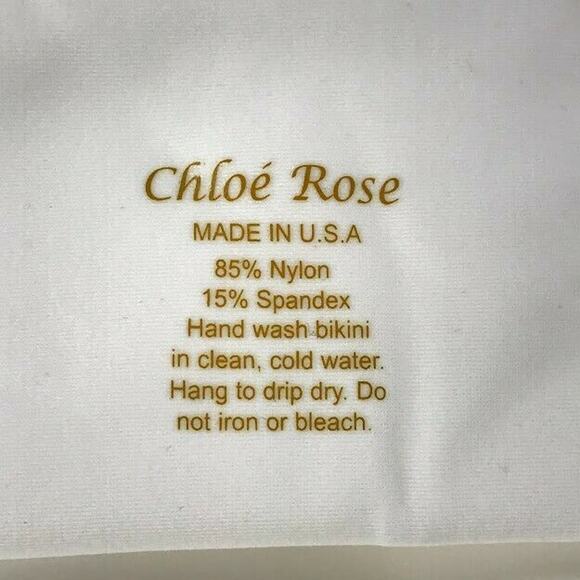 Chloé Rose
MADE IN U.S.A
85% Nylon
15% Spandex
Hand wash bikini
in clean, cold water.
Hang to drip dry. Do
not iron or bleach.